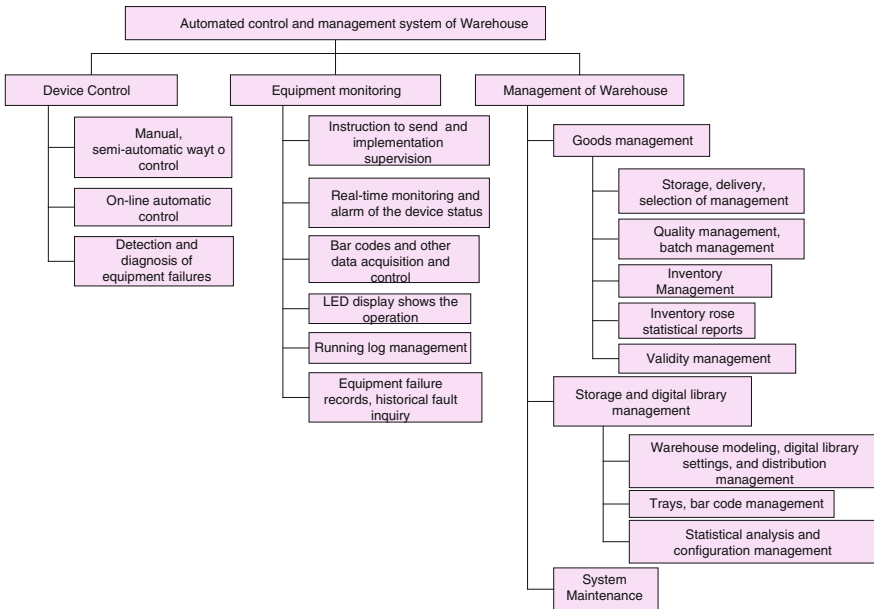 Automated control and management system of Warehouse
Device Control
Manual,
semi-automatic wayt o
control
On-line automatic
control
Detection and
diagnosis of
equipment failures
Equipment monitoring
Instruction to send and
implementation
supervision
Real-time monitoring and
alarm of the device status
Bar codes and other
data acquisition and
control
LED display shows the
operation
Running log management
Equipment failure
records, historical fault
inquiry
Management of Warehouse
Goods management
Storage, delivery,
selection of management
Quality management,
batch management
Inventory
Management
Inventory rose
statistical reports
Validity management
Storage and digital library
management
Warehouse modeling, digital library
settings, and distribution
management
Trays, bar code management
Statistical analysis and
configuration management
System
Maintenance